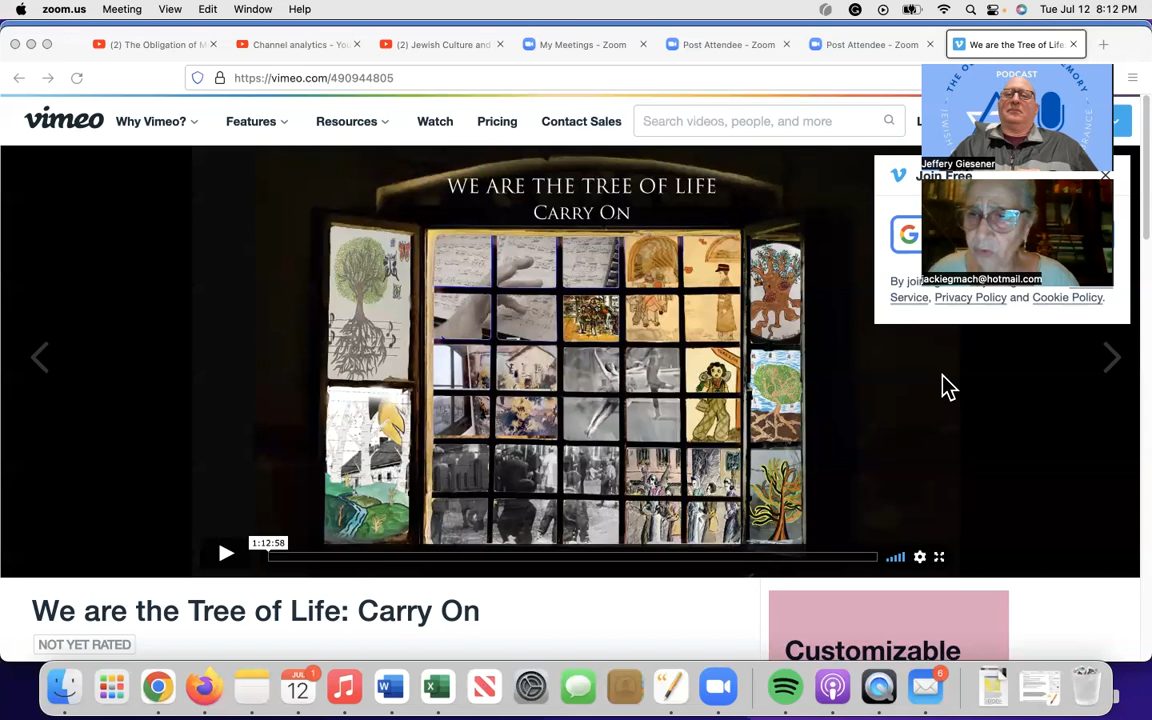 zoom.us Meeting View Edit Window Help Tue Jul 12 8:12 PM
(2) The Obligation of M
Channel analytics - You
(2) Jewish Culture and
My Meetings - Zoom
Post Attendee - Zoom
Post Attendee - Zoom
We are the Tree of Life
https://vimeo.com/490944805
PODCAST
vimeo Why Vimeo? Features Resources Watch Pricing Contact Sales Search videos, people, and more
Jeffery Giesener
Join Free
jackiegmach@hotmail.com
By joi
Service, Privacy Policy and Cookie Policy.
WE ARE THE TREE OF LIFE
CARRY ON
1:12:58
We are the Tree of Life: Carry On
NOT YET RATED
Customizable
JUL
1
12
6